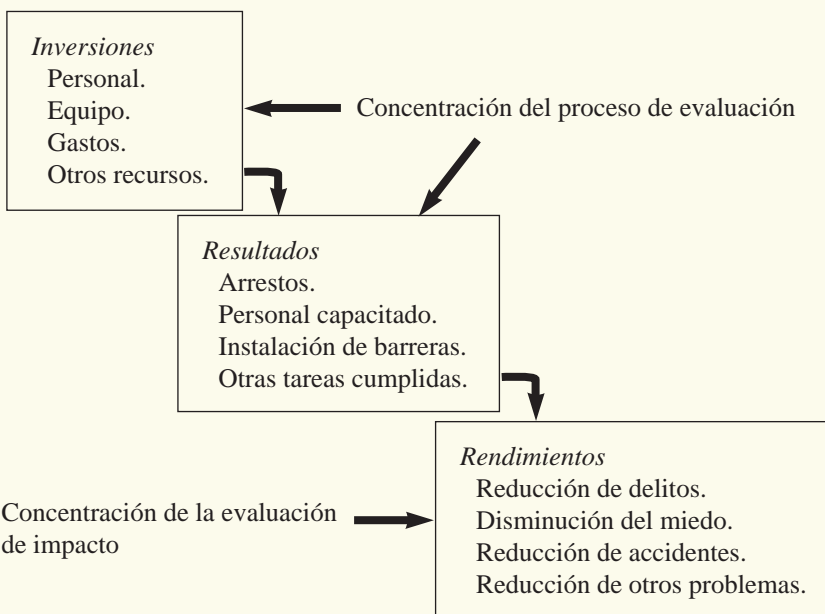 Inversiones
Personal.
Equipo.
Gastos.
Otros recursos.
Concentración del proceso de evaluación
Resultados
Arrestos.
Personal capacitado.
Instalación de barreras.
Otras tareas cumplidas.
Concentración de la evaluación
de impacto
Rendimientos
Reducción de delitos.
Disminución del miedo.
Reducción de accidentes.
Reducción de otros problemas.